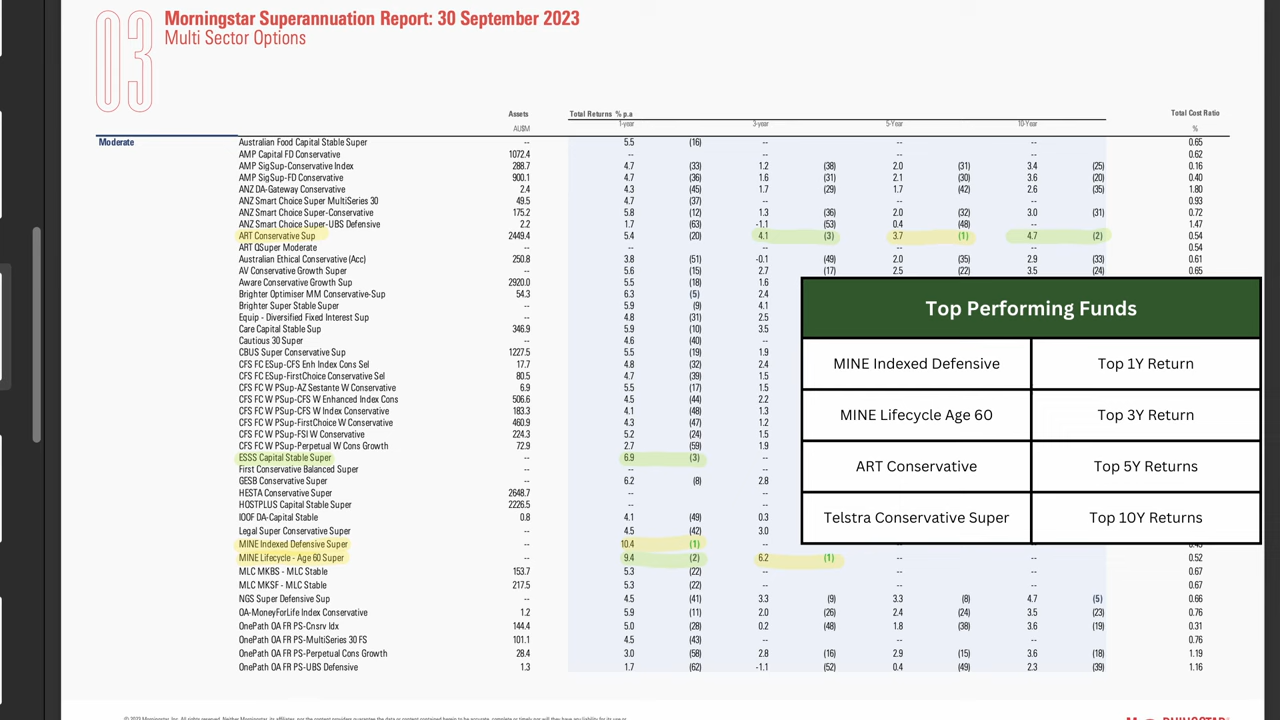 03
Morningstar Superannuation Report: 30 September 2023
Multi Sector Options
Assets Total Returns % p.a Total Cost Ratio
AU$M 1-year 3-year 5-Year 10-Year %
Moderate Australian Food Capital Stable Super -- 5.5 (16) -- -- -- 0.65
AMP Capital FD Conservative 1072.4 -- -- -- -- 0.62
AMP SigSup-Conservative Index 288.7 4.7 (33) 1.2 (38) 2.0 (31) 3.4 (25) 0.16
AMP SigSup-FD Conservative 900.1 4.7 (36) 1.6 (31) 2.1 (30) 3.6 (20) 0.40
ANZ DA-Gateway Conservative 2.4 4.3 (45) 1.7 (29) 1.7 (42) 2.6 (35) 1.80
ANZ Smart Choice Super MultiSeries 30 49.5 4.7 (37) -- -- -- 0.93
ANZ Smart Choice Super-Conservative 175.2 5.8 (12) 1.3 (36) 2.0 (32) 3.0 (31) 0.72
ANZ Smart Choice Super-UBS Defensive 2.2 1.7 (63) -1.1 (53) 0.4 (48) -- 1.47
ART Conservative Sup 2449.4 5.4 (20) 4.1 (3) 3.7 (1) 4.7 (2) 0.54
ART QSuper Moderate -- -- -- -- -- 0.54
Australian Ethical Conservative (Acc) 250.8 3.8 (51) -0.1 (49) 2.0 (35) 2.9 (33) 0.61
AV Conservative Growth Super -- 5.6 (15) 2.7 (17) 2.5 (22) 3.5 (24) 0.65
Aware Conservative Growth Sup 2920.0 5.5 (18) 1.6
Brighter Optimiser MM Conservative-Sup 54.3 6.3 (5) 2.4
Brighter Super Stable Super -- 5.9 (9) 4.1
Equip - Diversified Fixed Interest Sup -- 4.8 (31) 2.5
Care Capital Stable Sup 346.9 5.9 (10) 3.5
Cautious 30 Super -- 4.6 (40) --
CBUS Super Conservative Sup 1227.5 5.5 (19) 1.9
CFS FC ESup-CFS Enh Index Cons Sel 17.7 4.8 (32) 2.4
CFS FC ESup-FirstChoice Conservative Sel 80.5 4.7 (39) 1.5
CFS FC W PSup-AZ Sestante W Conservative 6.9 5.5 (17) 1.5
CFS FC W PSup-CFS W Enhanced Index Cons 506.6 4.5 (44) 2.2
CFS FC W PSup-CFS W Index Conservative 183.3 4.1 (48) 1.3
CFS FC W PSup-FirstChoice W Conservative 460.9 4.3 (47) 1.2
CFS FC W PSup-FSI W Conservative 224.3 5.2 (24) 1.5
CFS FC W PSup-Perpetual W Cons Growth 72.9 2.7 (59) 1.9
ESSS Capital Stable Super -- 6.9 (3) --
First Conservative Balanced Super -- -- --
GESB Conservative Super -- 6.2 (8) 2.8
HESTA Conservative Super 2648.7 -- --
HOSTPLUS Capital Stable Super 2226.5 -- --
IOOF DA-Capital Stable 0.8 4.1 (49) 0.3
Legal Super Conservative Super -- 4.5 (42) 3.0
MINE Indexed Defensive Super -- 10.4 (1) --
MINE Lifecycle - Age 60 Super -- 9.4 (2) 6.2 (1) -- -- 0.52
MLC MKBS - MLC Stable 153.7 5.3 (22) -- -- -- 0.67
MLC MKSF - MLC Stable 217.5 5.3 (22) -- -- -- 0.67
NGS Super Defensive Sup -- 4.5 (41) 3.3 (9) 3.3 (8) 4.7 (5) 0.66
OA-MoneyForLife Index Conservative 1.2 5.9 (11) 2.0 (26) 2.4 (24) 3.5 (23) 0.76
OnePath OA FR PS-Cnsrv Idx 144.4 5.0 (28) 0.2 (48) 1.8 (38) 3.6 (19) 0.31
OnePath OA FR PS-MultiSeries 30 FS 101.1 4.5 (43) -- -- -- 0.76
OnePath OA FR PS-Perpetual Cons Growth 28.4 3.0 (58) 2.8 (16) 2.9 (15) 3.6 (18) 1.19
OnePath OA FR PS-UBS Defensive 1.3 1.7 (62) -1.1 (52) 0.4 (49) 2.3 (39) 1.16
Top Performing Funds
MINE Indexed Defensive Top 1Y Return
MINE Lifecycle Age 60 Top 3Y Return
ART Conservative Top 5Y Returns
Telstra Conservative Super Top 10Y Returns